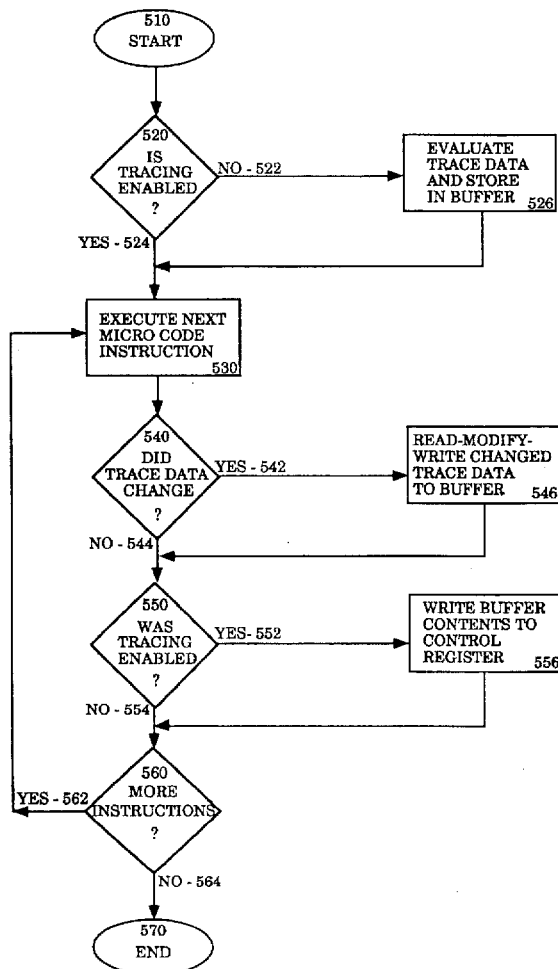 510
START
520
IS
TRACING
ENABLED
?
NO - 522
EVALUATE
TRACE DATA
AND STORE
IN BUFFER
526
YES - 524
EXECUTE NEXT
MICRO CODE
INSTRUCTION
530
540
DID
TRACE DATA
CHANGE
?
YES - 542
READ-MODIFY-
WRITE CHANGED
TRACE DATA
TO BUFFER
546
NO - 544
550
WAS
TRACING
ENABLED
?
YES- 552
WRITE BUFFER
CONTENTS TO
CONTROL
REGISTER
556
NO - 554
560
MORE
INSTRUCTIONS
?
YES - 562
NO - 564
570
END